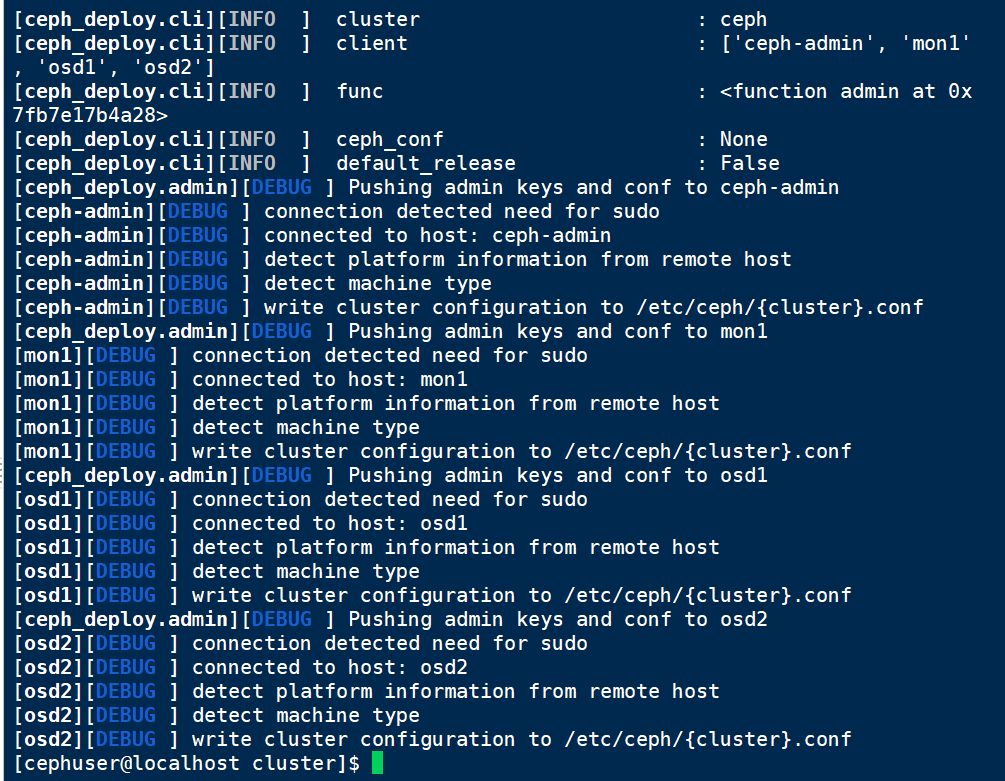 [ceph_deploy.cli][INFO  ]  cluster                       : ceph
[ceph_deploy.cli][INFO  ]  client                        : ['ceph-admin', 'mon1'
, 'osd1', 'osd2']
[ceph_deploy.cli][INFO  ]  func                          : <function admin at 0x
7fb7e17b4a28>
[ceph_deploy.cli][INFO  ]  ceph_conf                     : None
[ceph_deploy.cli][INFO  ]  default_release               : False
[ceph_deploy.admin][DEBUG ] Pushing admin keys and conf to ceph-admin
[ceph-admin][DEBUG ] connection detected need for sudo
[ceph-admin][DEBUG ] connected to host: ceph-admin
[ceph-admin][DEBUG ] detect platform information from remote host
[ceph-admin][DEBUG ] detect machine type
[ceph-admin][DEBUG ] write cluster configuration to /etc/ceph/{cluster}.conf
[ceph_deploy.admin][DEBUG ] Pushing admin keys and conf to mon1
[mon1][DEBUG ] connection detected need for sudo
[mon1][DEBUG ] connected to host: mon1
[mon1][DEBUG ] detect platform information from remote host
[mon1][DEBUG ] detect machine type
[mon1][DEBUG ] write cluster configuration to /etc/ceph/{cluster}.conf
[ceph_deploy.admin][DEBUG ] Pushing admin keys and conf to osd1
[osd1][DEBUG ] connection detected need for sudo
[osd1][DEBUG ] connected to host: osd1
[osd1][DEBUG ] detect platform information from remote host
[osd1][DEBUG ] detect machine type
[osd1][DEBUG ] write cluster configuration to /etc/ceph/{cluster}.conf
[ceph_deploy.admin][DEBUG ] Pushing admin keys and conf to osd2
[osd2][DEBUG ] connection detected need for sudo
[osd2][DEBUG ] connected to host: osd2
[osd2][DEBUG ] detect platform information from remote host
[osd2][DEBUG ] detect machine type
[osd2][DEBUG ] write cluster configuration to /etc/ceph/{cluster}.conf
[cephuser@localhost cluster]$